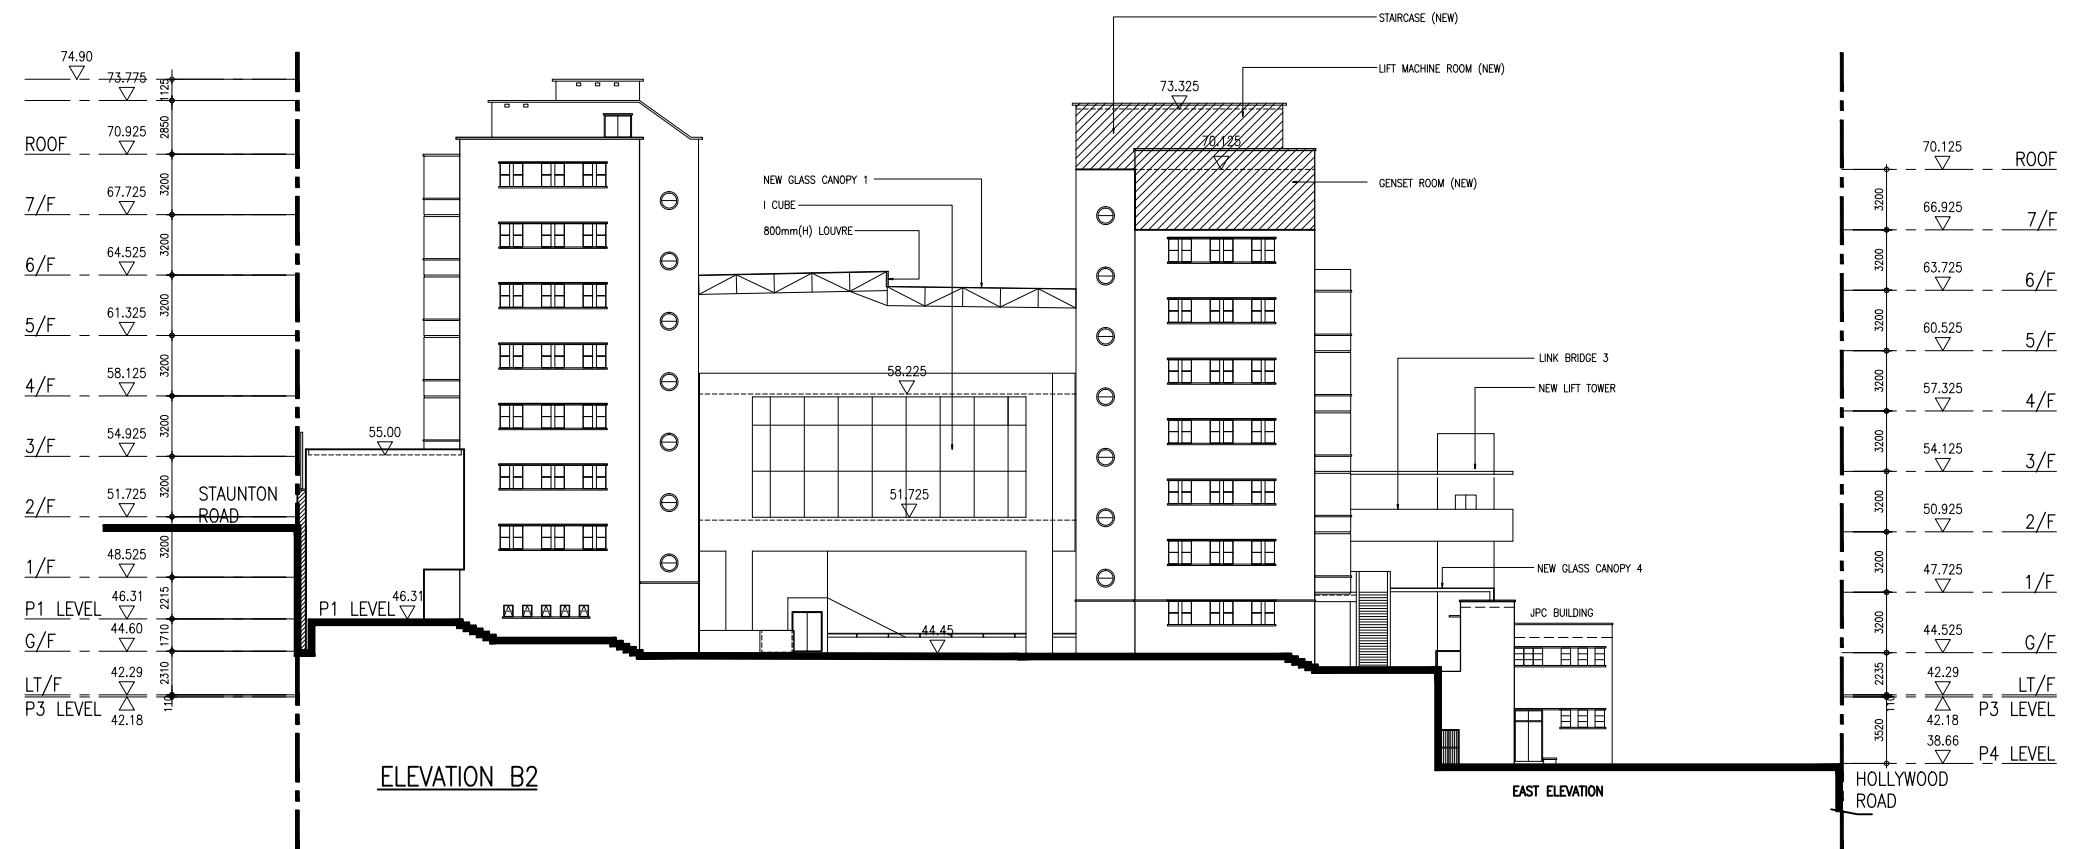 STAIRCASE (NEW)
LIFT MACHINE ROOM (NEW)
GENSET ROOM (NEW)
73.325
70.125
NEW GLASS CANOPY 1
I CUBE
800mm(H) LOUVRE
58.225
51.725
44.45
55.00
P1 LEVEL 46.31
LINK BRIDGE 3
NEW LIFT TOWER
NEW GLASS CANOPY 4
JPC BUILDING
74.90
73.775
1125
2850
ROOF 70.925
3200
7/F 67.725
3200
6/F 64.525
3200
5/F 61.325
3200
4/F 58.125
3200
3/F 54.925
3200
2/F 51.725
STAUNTON
ROAD
3200
1/F 48.525
2215
P1 LEVEL 46.31
1710
G/F 44.60
2310
LT/F 42.29
110
P3 LEVEL 42.18
70.125 ROOF
3200
66.925 7/F
3200
63.725 6/F
3200
60.525 5/F
3200
57.325 4/F
3200
54.125 3/F
3200
50.925 2/F
3200
47.725 1/F
3200
44.525 G/F
2235
42.29 LT/F
110
42.18 P3 LEVEL
3520
38.66 P4 LEVEL
HOLLYWOOD
ROAD
ELEVATION B2
EAST ELEVATION